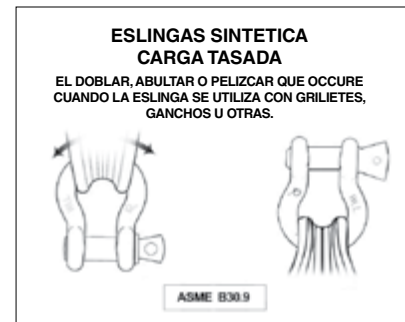 ESLINGAS SINTETICA
CARGA TASADA
EL DOBLAR, ABULTAR O PELIZCAR QUE OCCURE
CUANDO LA ESLINGA SE UTILIZA CON GRILIETES,
GANCHOS U OTRAS.
ASME B30.9